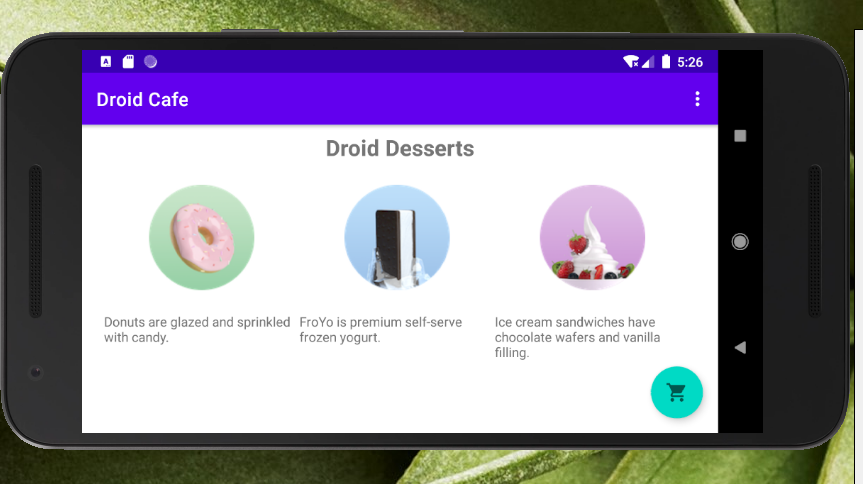 A
5:26
Droid Cafe
Droid Desserts
Donuts are glazed and sprinkled
with candy.
FroYo is premium self-serve
frozen yogurt.
Ice cream sandwiches have
chocolate wafers and vanilla
filling.